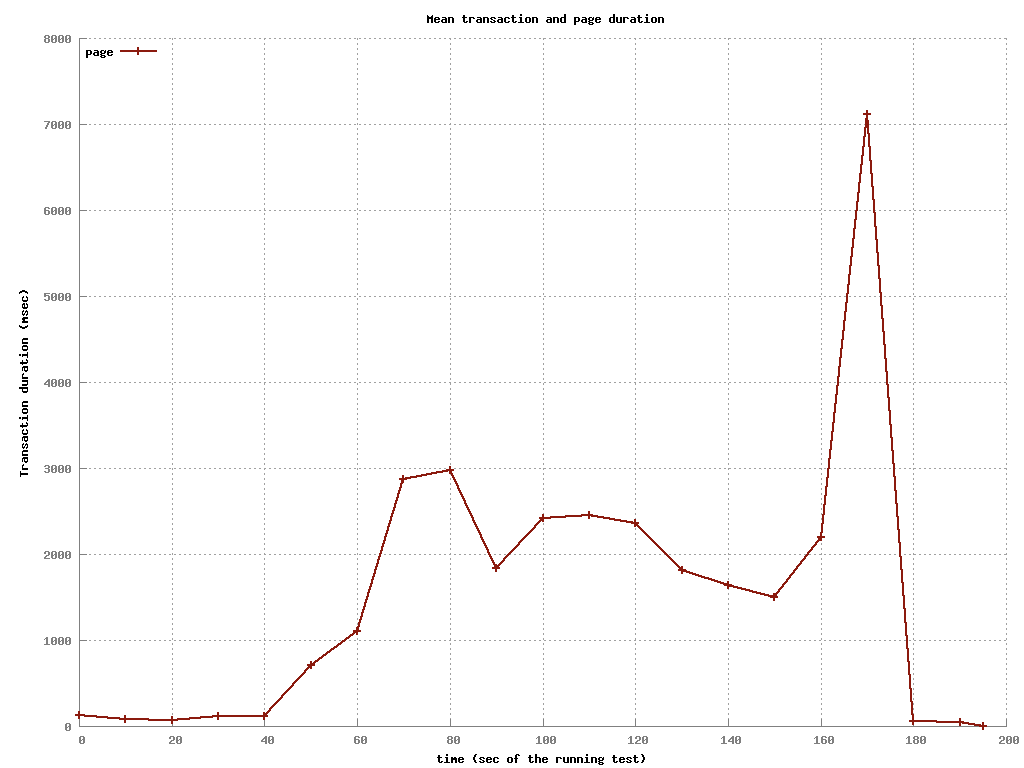 Mean transaction and page duration
page
8000
7000
6000
5000
4000
3000
2000
1000
0
Transaction duration (msec)
0 20 40 60 80 100 120 140 160 180 200
time (sec of the running test)